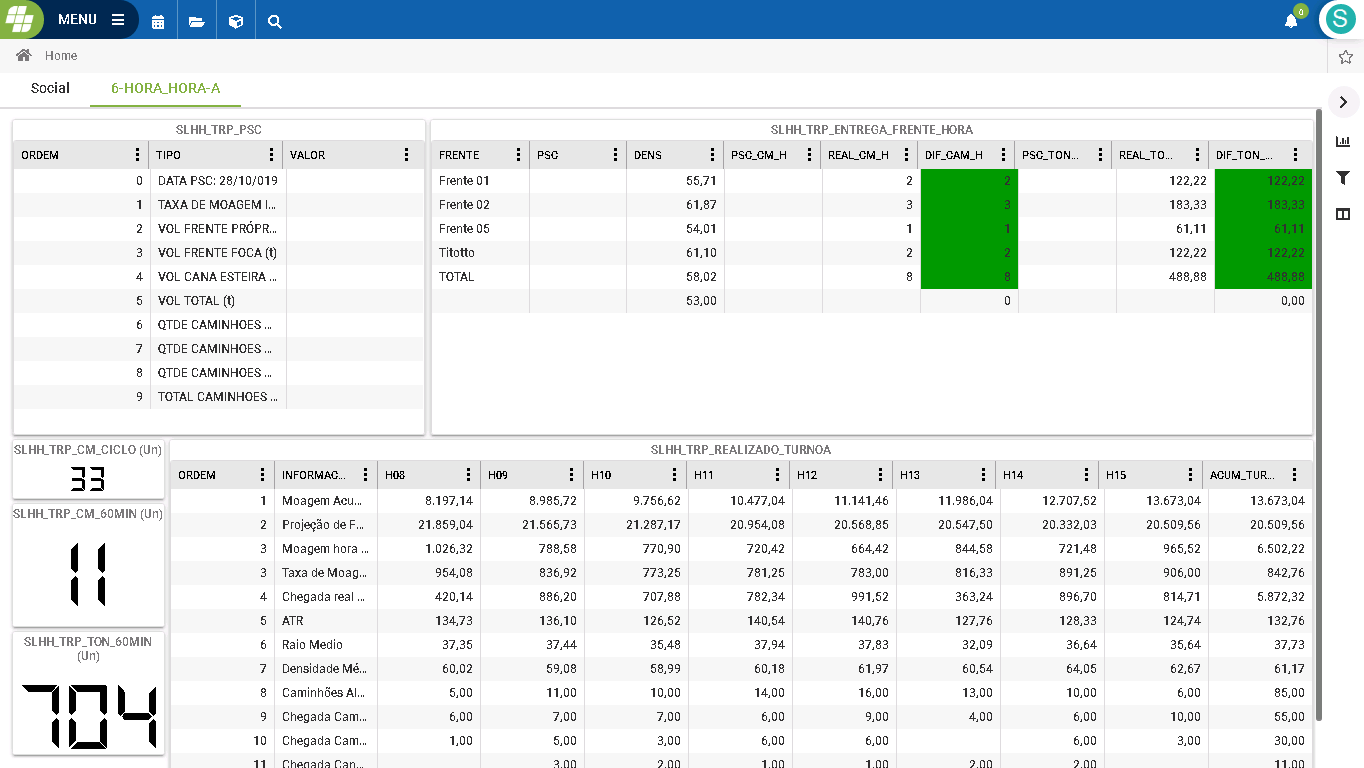 MENU
0
S
Home
Social 6-HORA_HORA-A
SLHH_TRP_PSC
ORDEM TIPO VALOR
0 DATA PSC: 28/10/019
1 TAXA DE MOAGEM I...
2 VOL FRENTE PRÓPR...
3 VOL FRENTE FOCA (t)
4 VOL CANA ESTEIRA ...
5 VOL TOTAL (t)
6 QTDE CAMINHOES ...
7 QTDE CAMINHOES ...
8 QTDE CAMINHOES ...
9 TOTAL CAMINHOES ...
SLHH_TRP_ENTREGA_FRENTE_HORA
FRENTE PSC DENS PSC_CM_H REAL_CM_H DIF_CAM_H PSC_TON... REAL_TO... DIF_TON_...
Frente 01 55,71 2 2 122,22 122,22
Frente 02 61,87 3 3 183,33 183,33
Frente 05 54,01 1 1 61,11 61,11
Titotto 61,10 2 2 122,22 122,22
TOTAL 58,02 8 8 488,88 488,88
53,00 0 0,00
SLHH_TRP_CM_CICLO (Un)
33
SLHH_TRP_CM_60MIN (Un)
11
SLHH_TRP_TON_60MIN
(Un)
704
SLHH_TRP_REALIZADO_TURNOA
ORDEM INFORMAC... H08 H09 H10 H11 H12 H13 H14 H15 ACUM_TUR...
1 Moagem Acu... 8.197,14 8.985,72 9.756,62 10.477,04 11.141,46 11.986,04 12.707,52 13.673,04 13.673,04
2 Projeção de F... 21.859,04 21.565,73 21.287,17 20.954,08 20.568,85 20.547,50 20.332,03 20.509,56 20.509,56
3 Moagem hora ... 1.026,32 788,58 770,90 720,42 664,42 844,58 721,48 965,52 6.502,22
3 Taxa de Moag... 954,08 836,92 773,25 781,25 783,00 816,33 891,25 906,00 842,76
4 Chegada real ... 420,14 886,20 707,88 782,34 991,52 363,24 896,70 814,71 5.872,32
5 ATR 134,73 136,10 126,52 140,54 140,76 127,76 128,33 124,74 132,76
6 Raio Medio 37,35 37,44 35,48 37,94 37,83 32,09 36,64 35,64 37,73
7 Densidade Mé... 60,02 59,08 58,99 60,18 61,97 60,54 64,05 62,67 61,17
8 Caminhões Al... 5,00 11,00 10,00 14,00 16,00 13,00 10,00 6,00 85,00
9 Chegada Cam... 6,00 7,00 7,00 6,00 9,00 4,00 6,00 10,00 55,00
10 Chegada Cam... 1,00 5,00 3,00 6,00 6,00 6,00 3,00 30,00
11 Chegada Can... 3,00 2,00 1,00 1,00 2,00 2,00 11,00